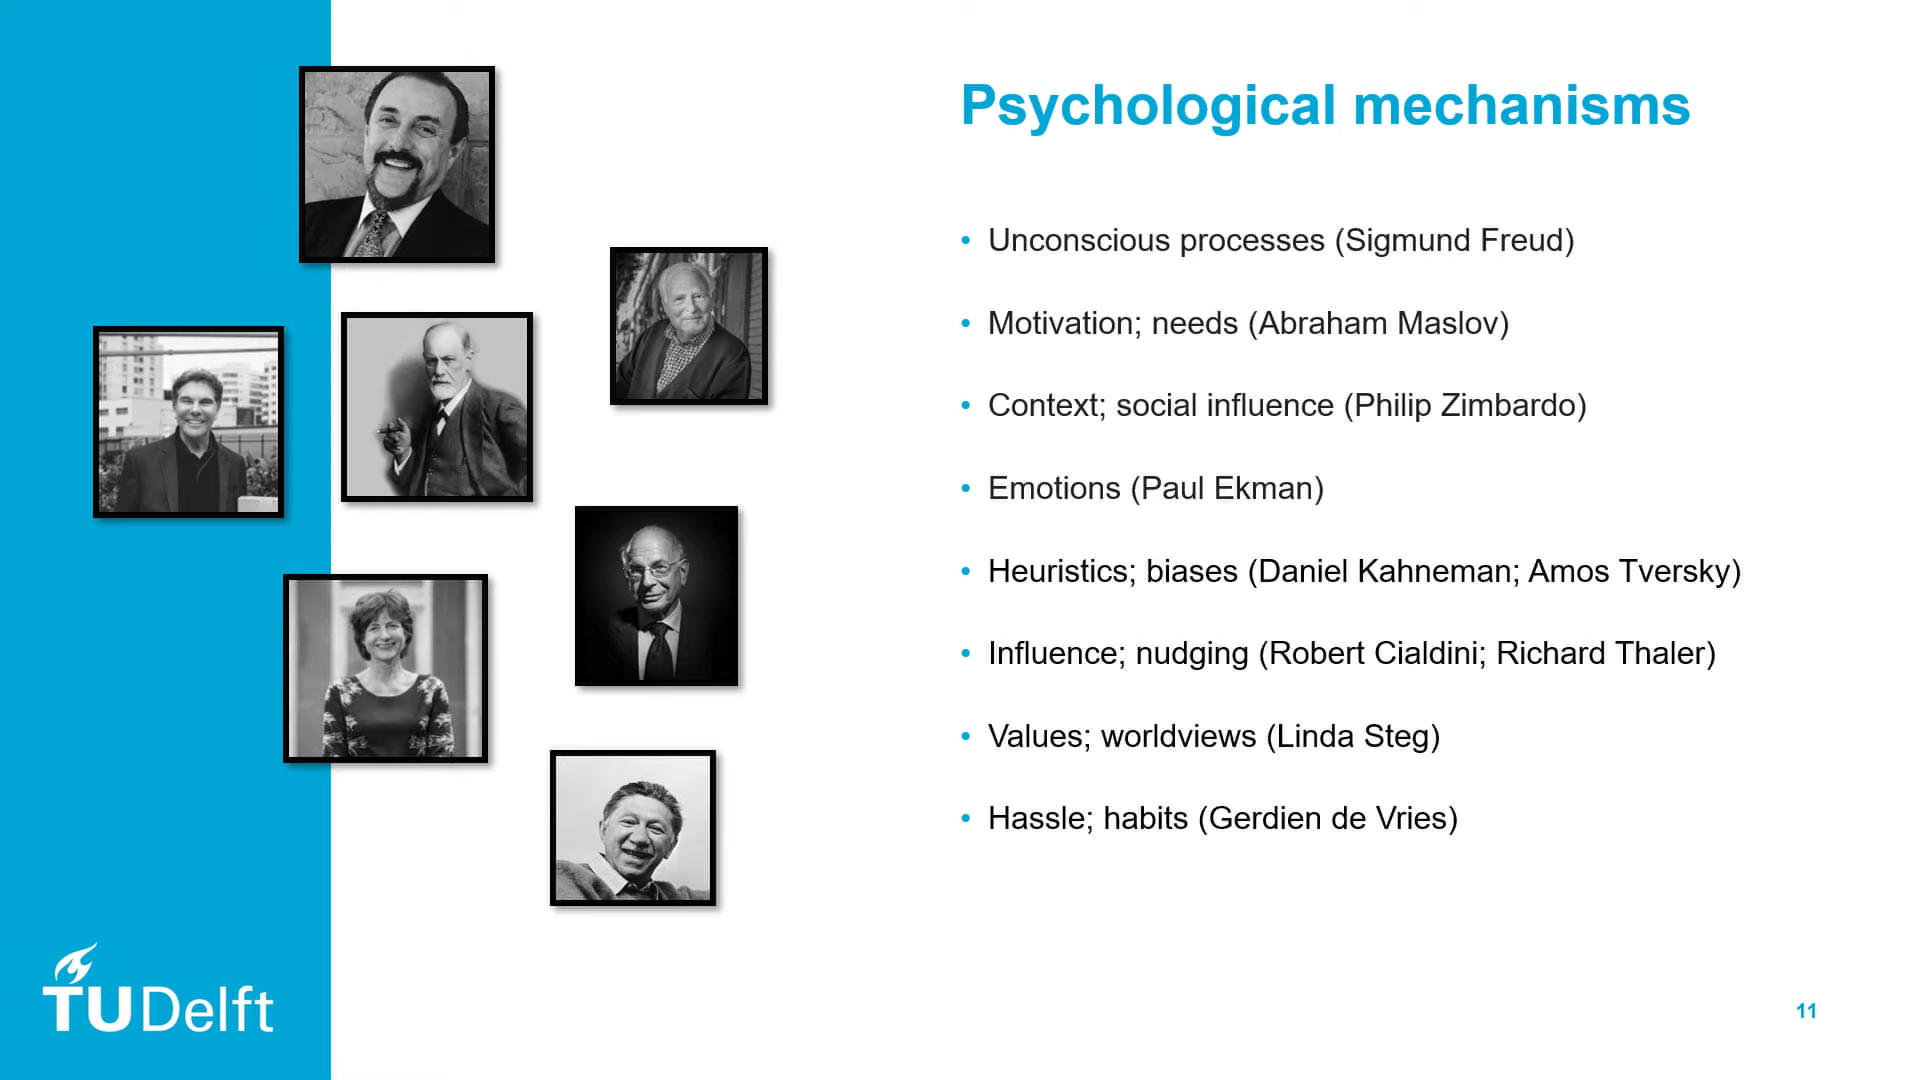 Psychological mechanisms
• Unconscious processes (Sigmund Freud)
• Motivation; needs (Abraham Maslov)
• Context; social influence (Philip Zimbardo)
• Emotions (Paul Ekman)
• Heuristics; biases (Daniel Kahneman; Amos Tversky)
• Influence; nudging (Robert Cialdini; Richard Thaler)
• Values; worldviews (Linda Steg)
• Hassle; habits (Gerdien de Vries)
TU Delft
11